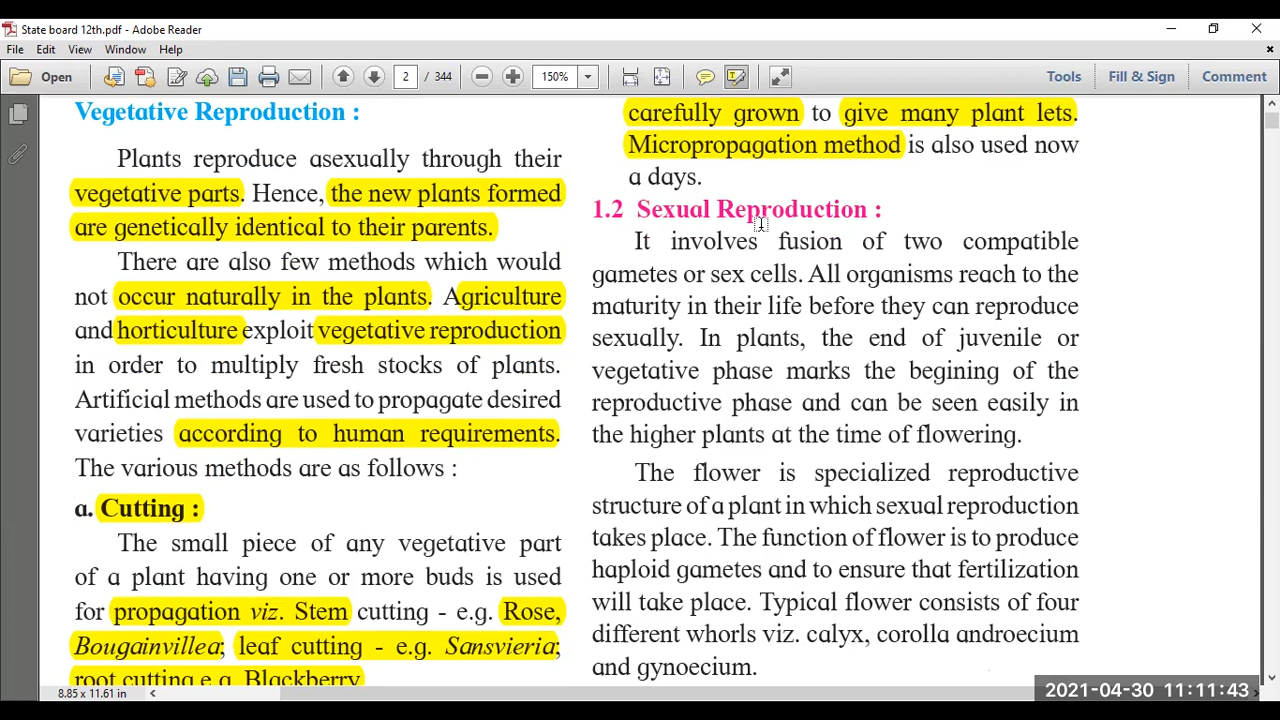 State board 12th.pdf - Adobe Reader
File Edit View Window Help
Open 2 / 344 150% Tools Fill & Sign Comment
Vegetative Reproduction :
Plants reproduce asexually through their
vegetative parts. Hence, the new plants formed
are genetically identical to their parents.
There are also few methods which would
not occur naturally in the plants. Agriculture
and horticulture exploit vegetative reproduction
in order to multiply fresh stocks of plants.
Artificial methods are used to propagate desired
varieties according to human requirements.
The various methods are as follows :
a. Cutting :
The small piece of any vegetative part
of a plant having one or more buds is used
for propagation viz. Stem cutting - e.g. Rose,
Bougainvillea; leaf cutting - e.g. Sansvieria;
root cutting e.g. Blackberry
carefully grown to give many plant lets.
Micropropagation method is also used now
a days.
1.2 Sexual Reproduction :
It involves fusion of two compatible
gametes or sex cells. All organisms reach to the
maturity in their life before they can reproduce
sexually. In plants, the end of juvenile or
vegetative phase marks the begining of the
reproductive phase and can be seen easily in
the higher plants at the time of flowering.
The flower is specialized reproductive
structure of a plant in which sexual reproduction
takes place. The function of flower is to produce
haploid gametes and to ensure that fertilization
will take place. Typical flower consists of four
different whorls viz. calyx, corolla androecium
and gynoecium.
8.85 x 11.61 in
2021-04-30 11:11:43